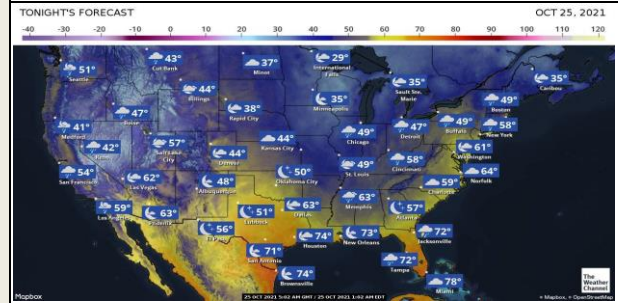 TONIGHT'S FORECAST
OCT 25, 2021
-40 -30 -20 -10 0 10 20 30 40 50 60 70 80 90 100 110 120
51° Seattle
43° Cut Bank
37° Minot
29° International Falls
35° Sault Ste. Marie
35° Caribou
44° Billings
38° Rapid City
35° Minneapolis
49° Boston
41° Medford
47° Boise
49° Chicago
47° Detroit
49° Buffalo
58° New York
42° Reno
57° Salt Lake City
44° Denver
44° Kansas City
49° St. Louis
58° Cincinnati
61° Washington
54° San Francisco
62° Las Vegas
48° Albuquerque
50° Oklahoma City
63° Memphis
59° Charlotte
64° Norfolk
59° Los Angeles
63° Phoenix
51° Lubbock
63° Dallas
57° Atlanta
56° El Paso
71° San Antonio
74° Houston
73° New Orleans
72° Jacksonville
74° Brownsville
72° Tampa
78° Miami
The
Weather
Channel
Mapbox
25 OCT 2021 5:02 AM GMT / 25 OCT 2021 1:02 AM EDT
© Mapbox, © OpenStreetMap